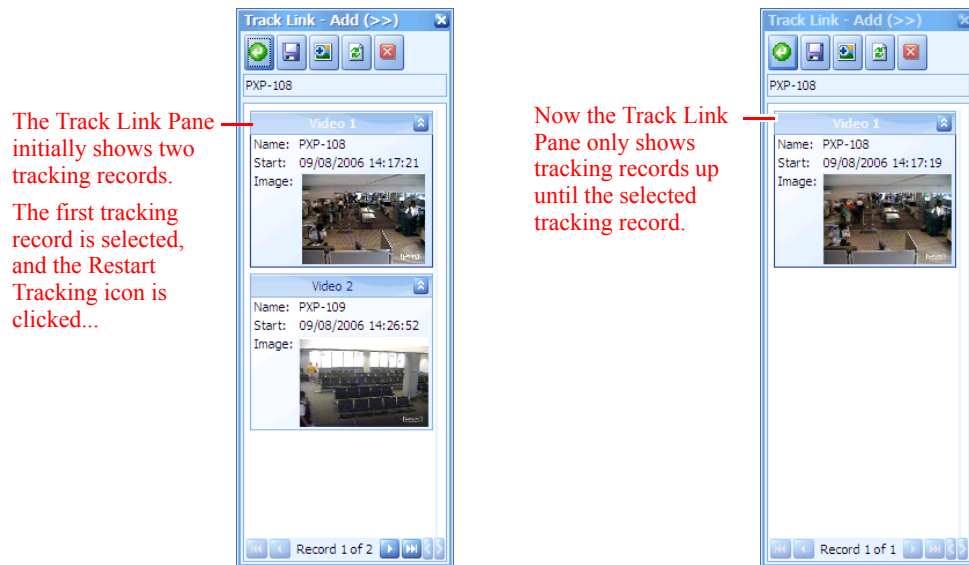 Track Link - Add (>>)
PXP-108
The Track Link Pane
initially shows two
tracking records.
The first tracking
record is selected,
and the Restart
Tracking icon is
clicked...
Video 1
Name: PXP-108
Start: 09/08/2006 14:17:21
Image:
Video 2
Name: PXP-109
Start: 09/08/2006 14:26:52
Image:
Record 1 of 2
Track Link - Add (>>)
PXP-108
Now the Track Link
Pane only shows
tracking records up
until the selected
tracking record.
Video 1
Name: PXP-108
Start: 09/08/2006 14:17:19
Image:
Record 1 of 1